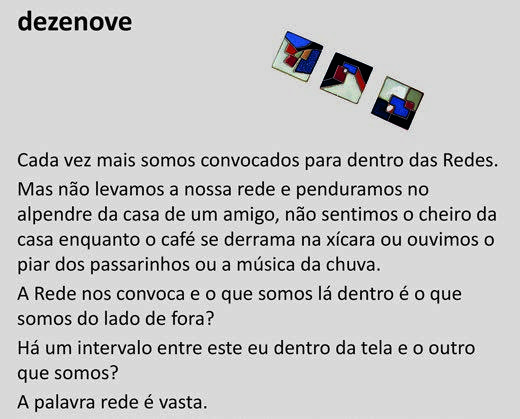 dezenove
Cada vez mais somos convocados para dentro das Redes.
Mas não levamos a nossa rede e penduramos no
alpendre da casa de um amigo, não sentimos o cheiro da
casa enquanto o café se derrama na xícara ou ouvimos o
piar dos passarinhos ou a música da chuva.
A Rede nos convoca e o que somos lá dentro é o que
somos do lado de fora?
Há um intervalo entre este eu dentro da tela e o outro
que somos?
A palavra rede é vasta.